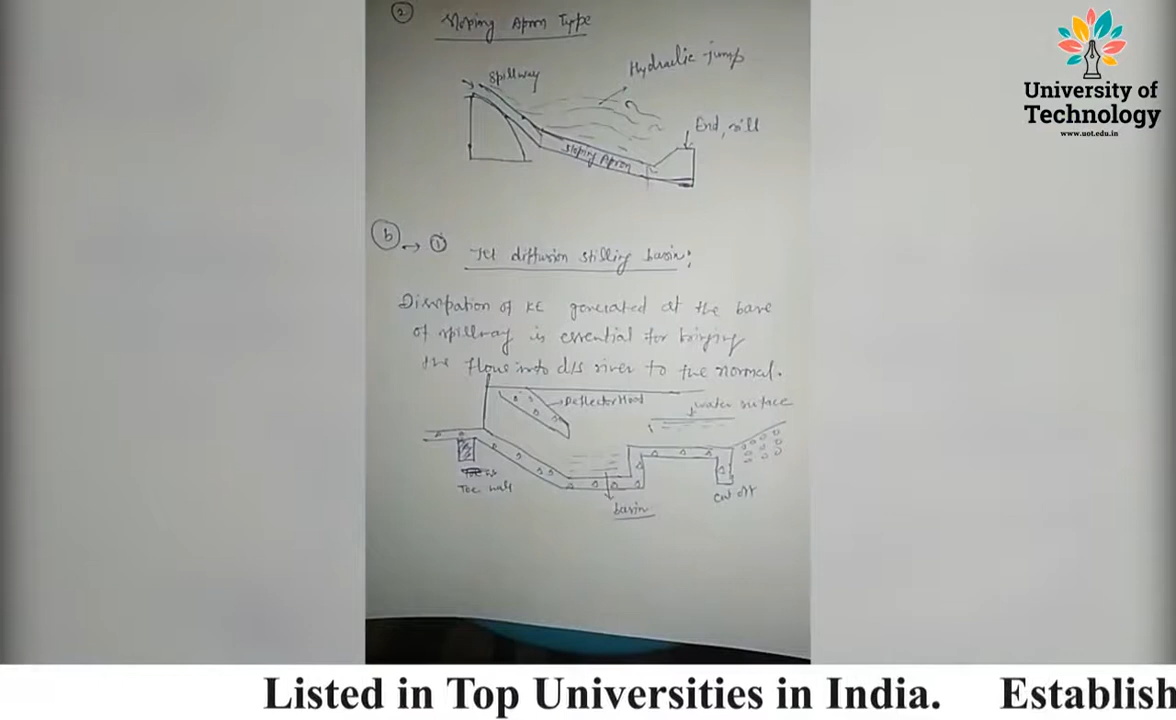 2 Sloping Apron Type
Spillway
Hydraulic jump
End sill
Sloping Apron
b → 1 Jet diffusion stilling basin:
Dissipation of KE generated at the base
of spillway is essential for bringing
the flow into d/s river to the normal.
Deflector Hood
water surface
Toe wall
cut off
basin
University of
Technology
www.uot.edu.in
Listed in Top Universities in India. Establish